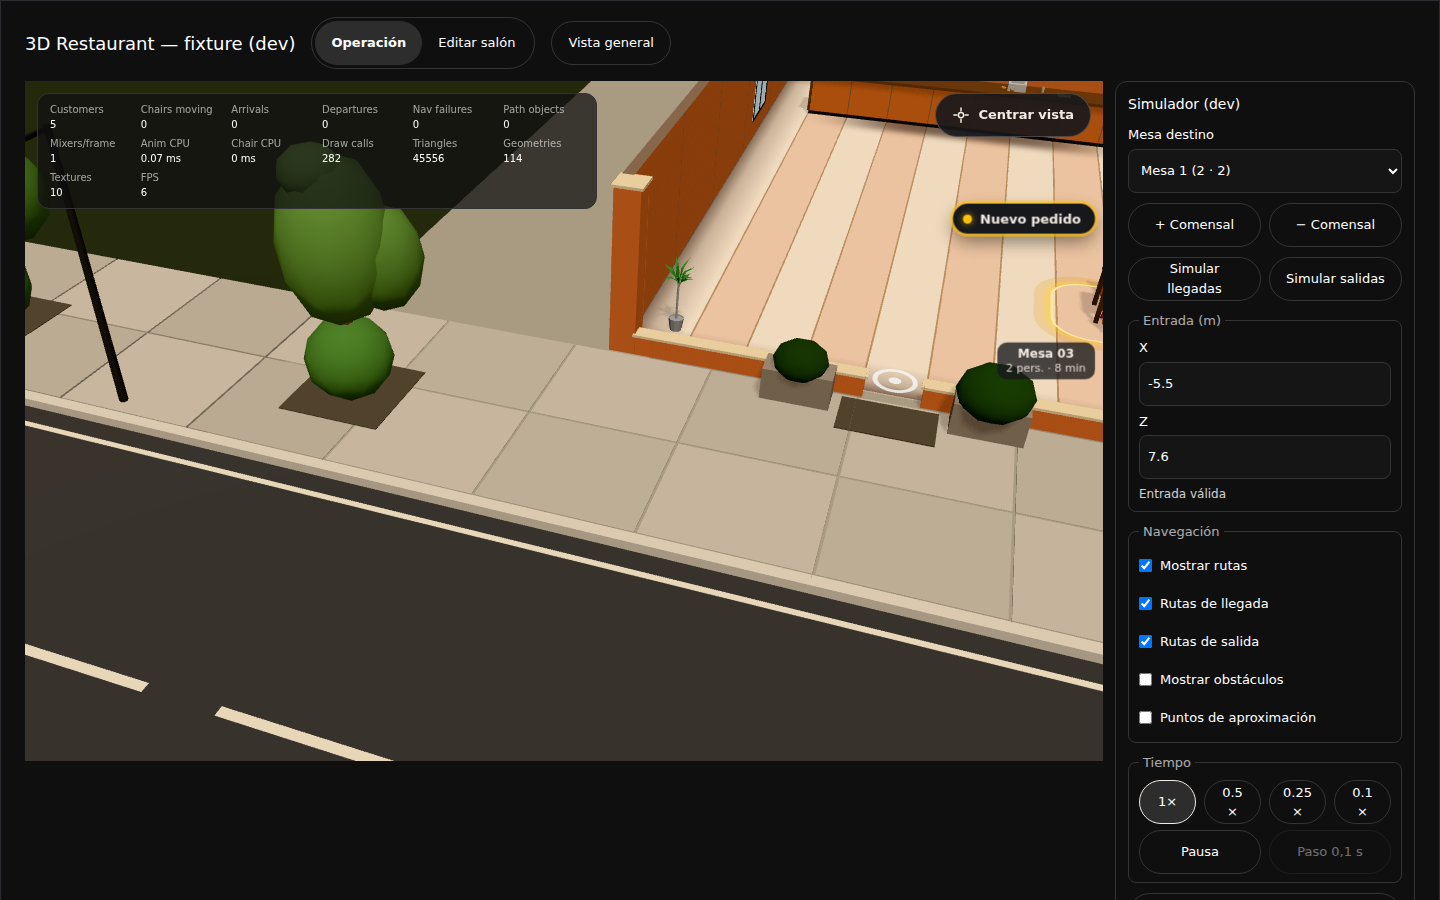 3D Restaurant — fixture (dev)
Operación
Editar salón
Vista general
Customers
5
Chairs moving
0
Arrivals
0
Departures
0
Nav failures
0
Path objects
0
Mixers/frame
1
Anim CPU
0.07 ms
Chair CPU
0 ms
Draw calls
282
Triangles
45556
Geometries
114
Textures
10
FPS
6
Centrar vista
Nuevo pedido
Mesa 03
2 pers. · 8 min
Simulador (dev)
Mesa destino
Mesa 1 (2 · 2)
+ Comensal
− Comensal
Simular
llegadas
Simular salidas
Entrada (m)
X
-5.5
Z
7.6
Entrada válida
Navegación
Mostrar rutas
Rutas de llegada
Rutas de salida
Mostrar obstáculos
Puntos de aproximación
Tiempo
1×
0.5
×
0.25
×
0.1
×
Pausa
Paso 0,1 s